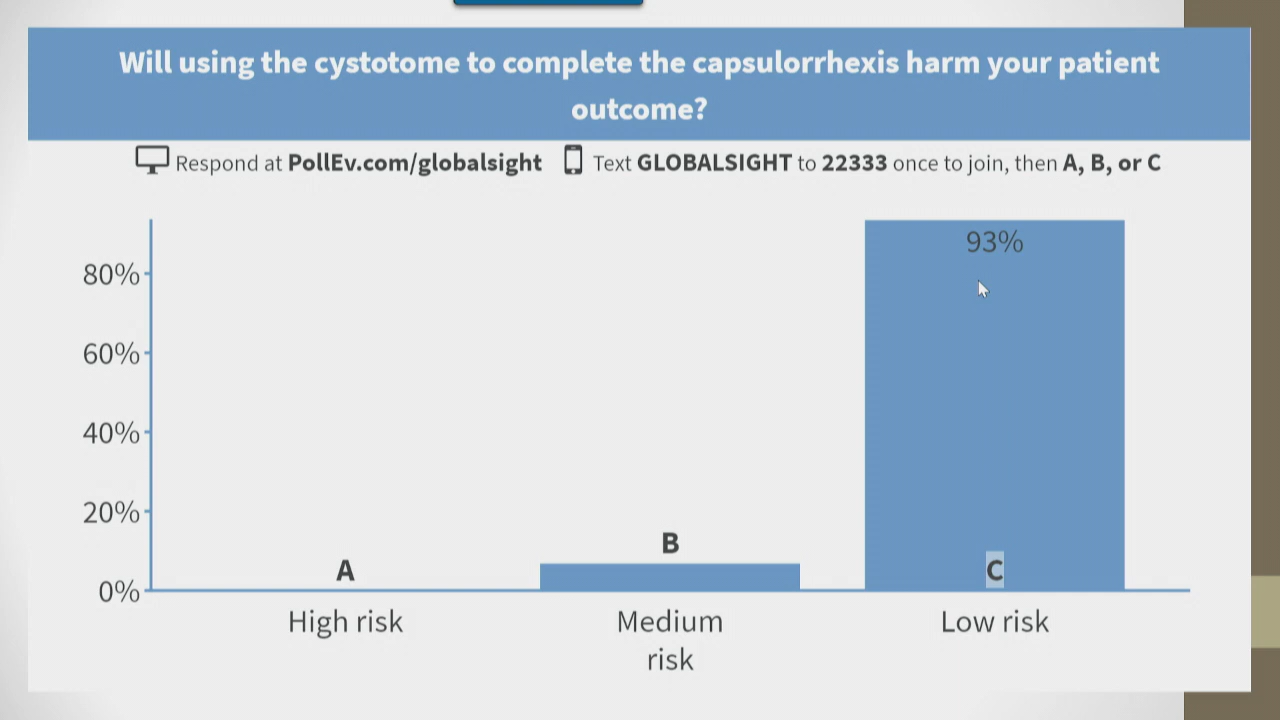 Will using the cystotome to complete the capsulorrhexis harm your patient
outcome?
Respond at PollEv.com/globalsight Text GLOBALSIGHT to 22333 once to join, then A, B, or C
93%
80%
60%
40%
20%
0%
A
B
C
High risk
Medium
risk
Low risk